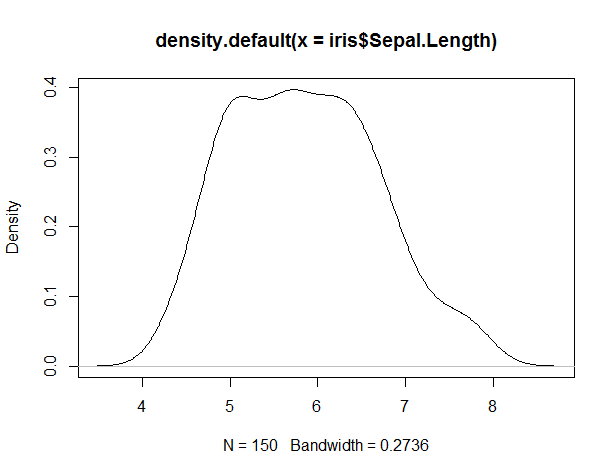 density.default(x = iris$Sepal.Length)
Density
0.4
0.3
0.2
0.1
0.0
4 5 6 7 8
N = 150 Bandwidth = 0.2736